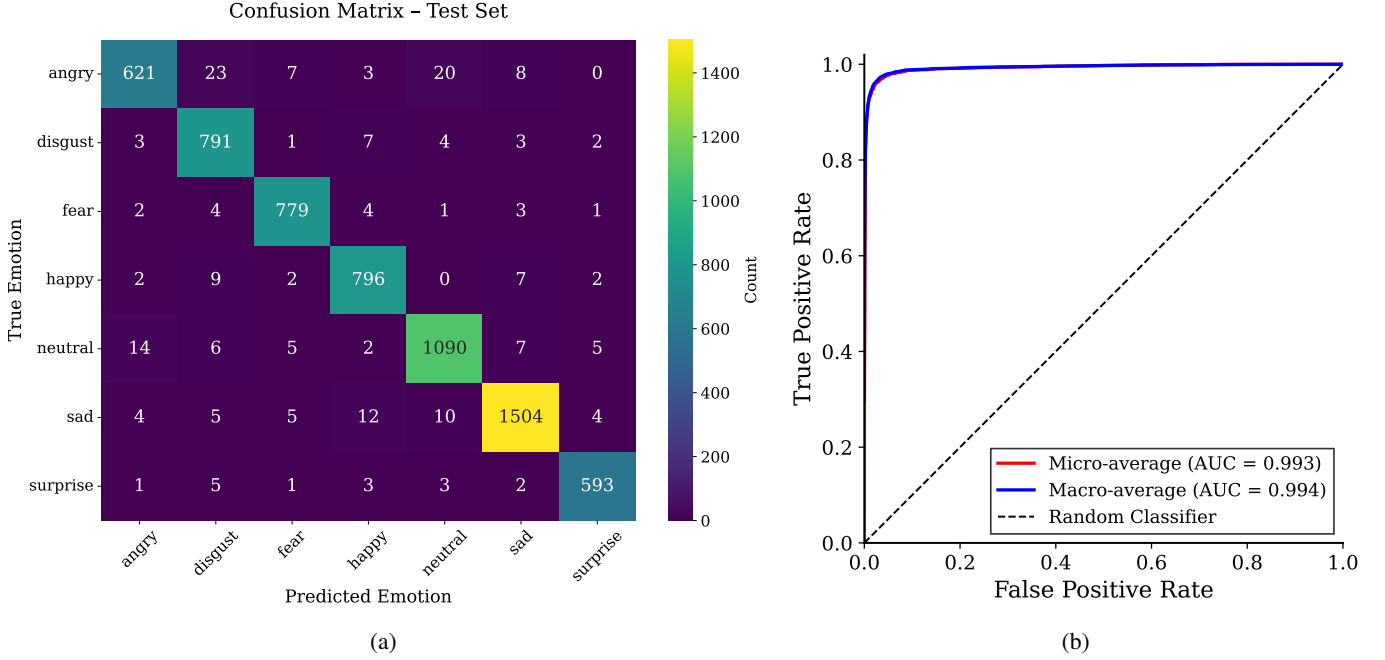 Confusion Matrix – Test Set
True Emotion
angry 621 23 7 3 20 8 0
disgust 3 791 1 7 4 3 2
fear 2 4 779 4 1 3 1
happy 2 9 2 796 0 7 2
neutral 14 6 5 2 1090 7 5
sad 4 5 5 12 10 1504 4
surprise 1 5 1 3 3 2 593
angry disgust fear happy neutral sad surprise
Predicted Emotion
1400
1200
1000
800
600
400
200
0
Count
(a)
True Positive Rate
1.0
0.8
0.6
0.4
0.2
0.0
0.0 0.2 0.4 0.6 0.8 1.0
False Positive Rate
Micro-average (AUC = 0.993)
Macro-average (AUC = 0.994)
Random Classifier
(b)